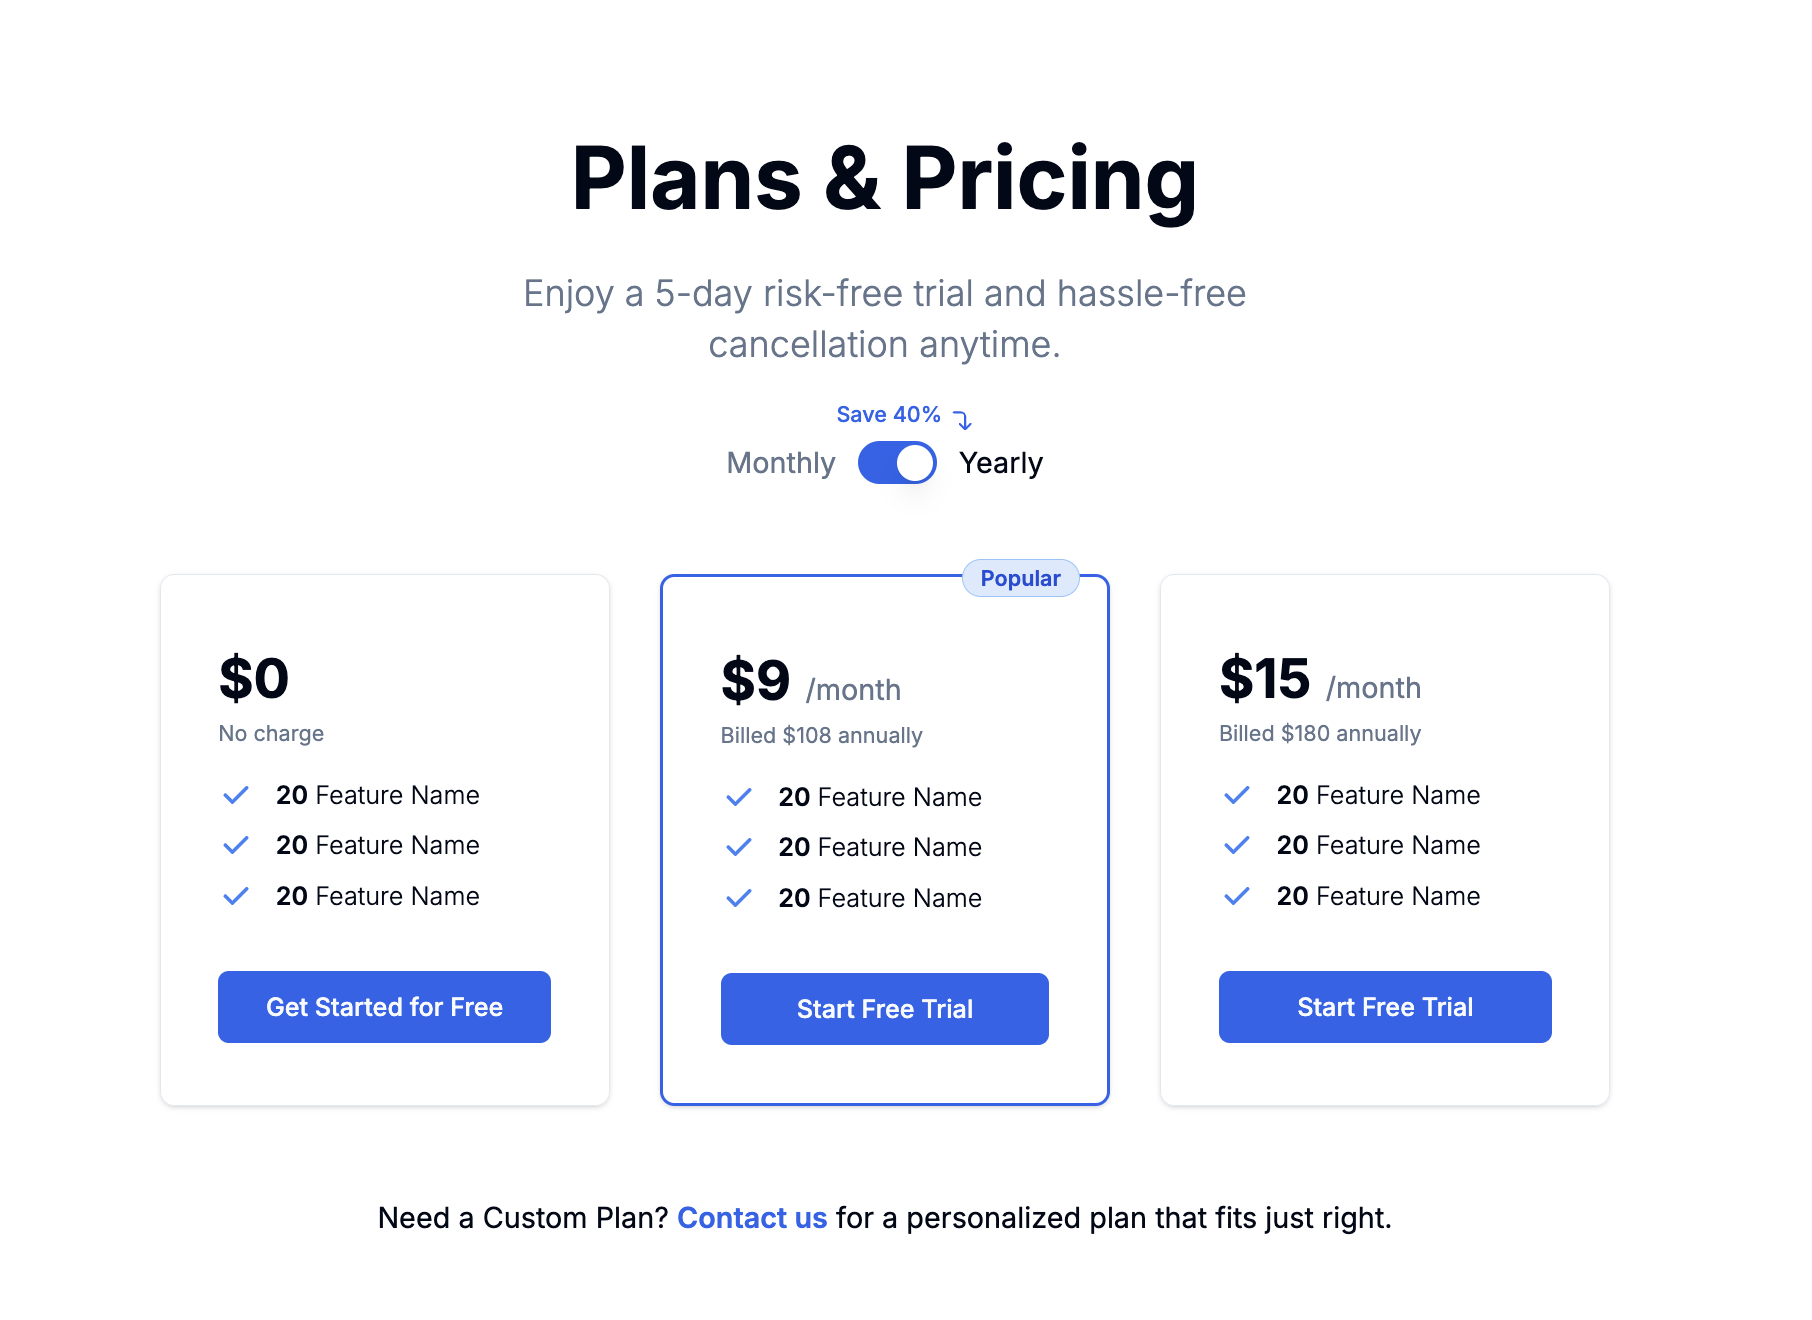 Plans & Pricing
Enjoy a 5-day risk-free trial and hassle-free
cancellation anytime.
Save 40%
Monthly
Yearly
$0
No charge
20 Feature Name
20 Feature Name
20 Feature Name
Get Started for Free
Popular
$9 /month
Billed $108 annually
20 Feature Name
20 Feature Name
20 Feature Name
Start Free Trial
$15 /month
Billed $180 annually
20 Feature Name
20 Feature Name
20 Feature Name
Start Free Trial
Need a Custom Plan? Contact us for a personalized plan that fits just right.